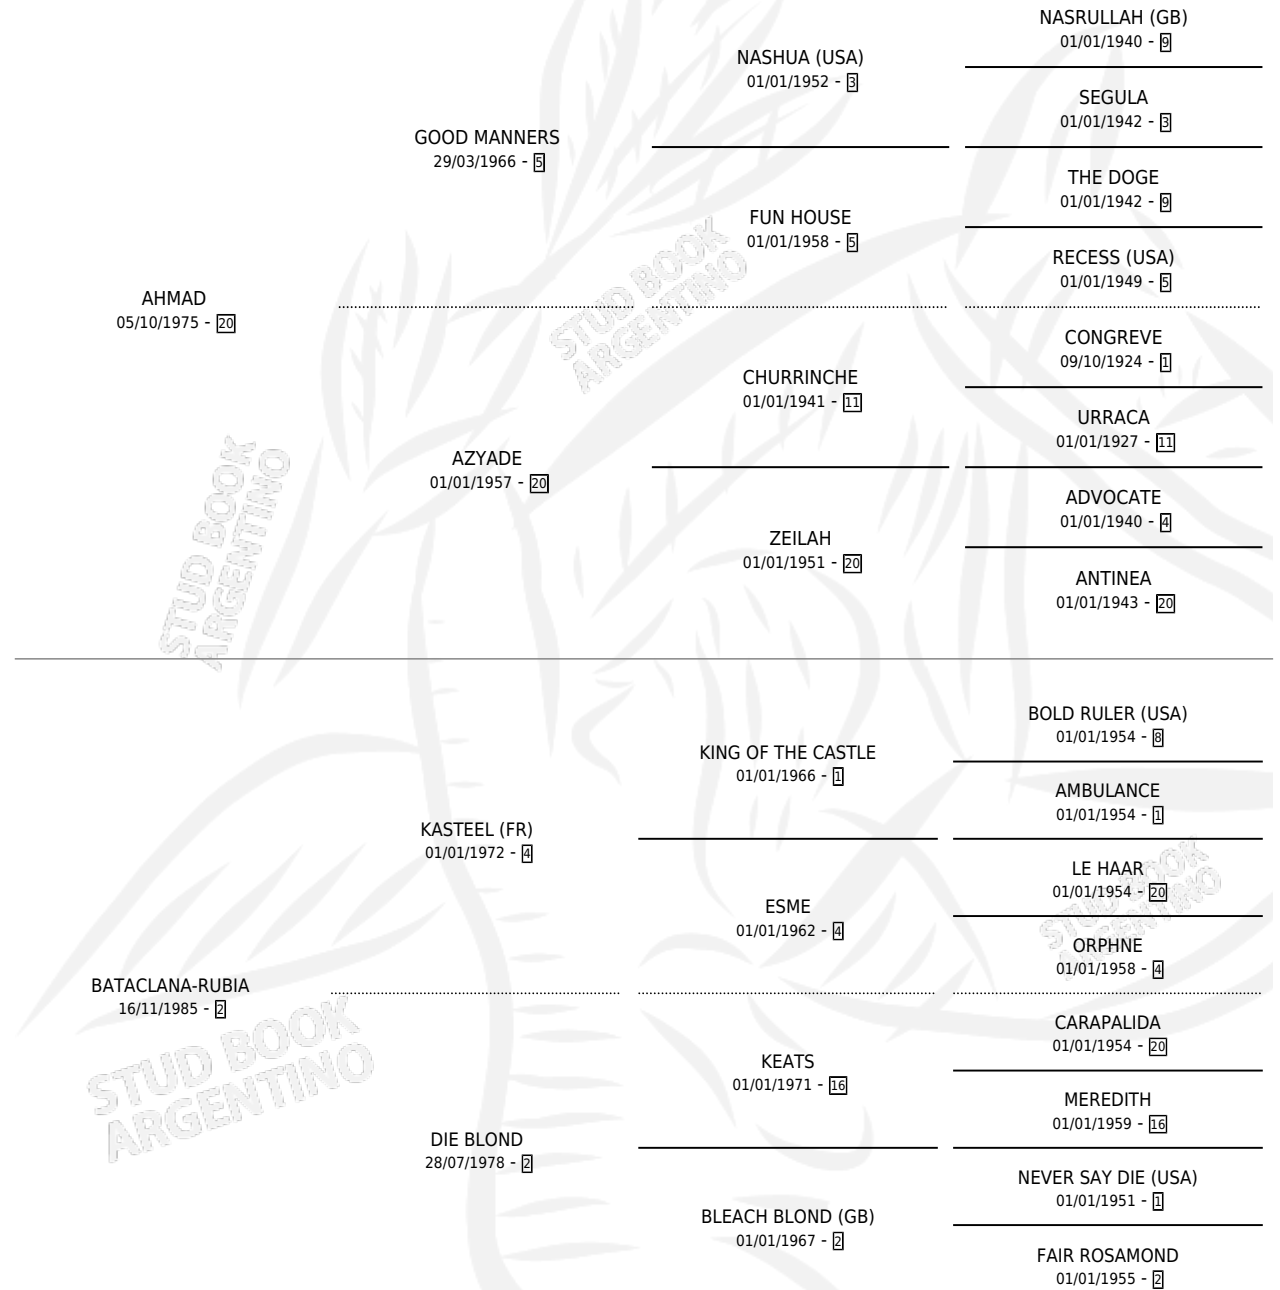 NASRULLAH (GB)
01/01/1940 - 9
NASHUA (USA)
01/01/1952 - 3
SEGULA
01/01/1942 - 3
GOOD MANNERS
29/03/1966 - 5
THE DOGE
01/01/1942 - 9
FUN HOUSE
01/01/1958 - 5
RECESS (USA)
01/01/1949 - 5
AHMAD
05/10/1975 - 20
CONGREVE
09/10/1924 - 1
CHURRINCHE
01/01/1941 - 11
URRACA
01/01/1927 - 11
AZYADE
01/01/1957 - 20
ADVOCATE
01/01/1940 - 4
ZEILAH
01/01/1951 - 20
ANTINEA
01/01/1943 - 20
STUD BOOK
ARGENTINO
STUD BOOK
ARGENTINO
BOLD RULER (USA)
01/01/1954 - 8
KING OF THE CASTLE
01/01/1966 - 1
AMBULANCE
01/01/1954 - 1
KASTEEL (FR)
01/01/1972 - 4
LE HAAR
01/01/1954 - 20
ESME
01/01/1962 - 4
ORPHNE
01/01/1958 - 4
BATACLANA-RUBIA
16/11/1985 - 2
CARAPALIDA
01/01/1954 - 20
KEATS
01/01/1971 - 16
MEREDITH
01/01/1959 - 16
DIE BLOND
28/07/1978 - 2
NEVER SAY DIE (USA)
01/01/1951 - 1
BLEACH BLOND (GB)
01/01/1967 - 2
FAIR ROSAMOND
01/01/1955 - 2
STUD BOOK
ARGENTINO
STUD BOOK
ARGENTINO